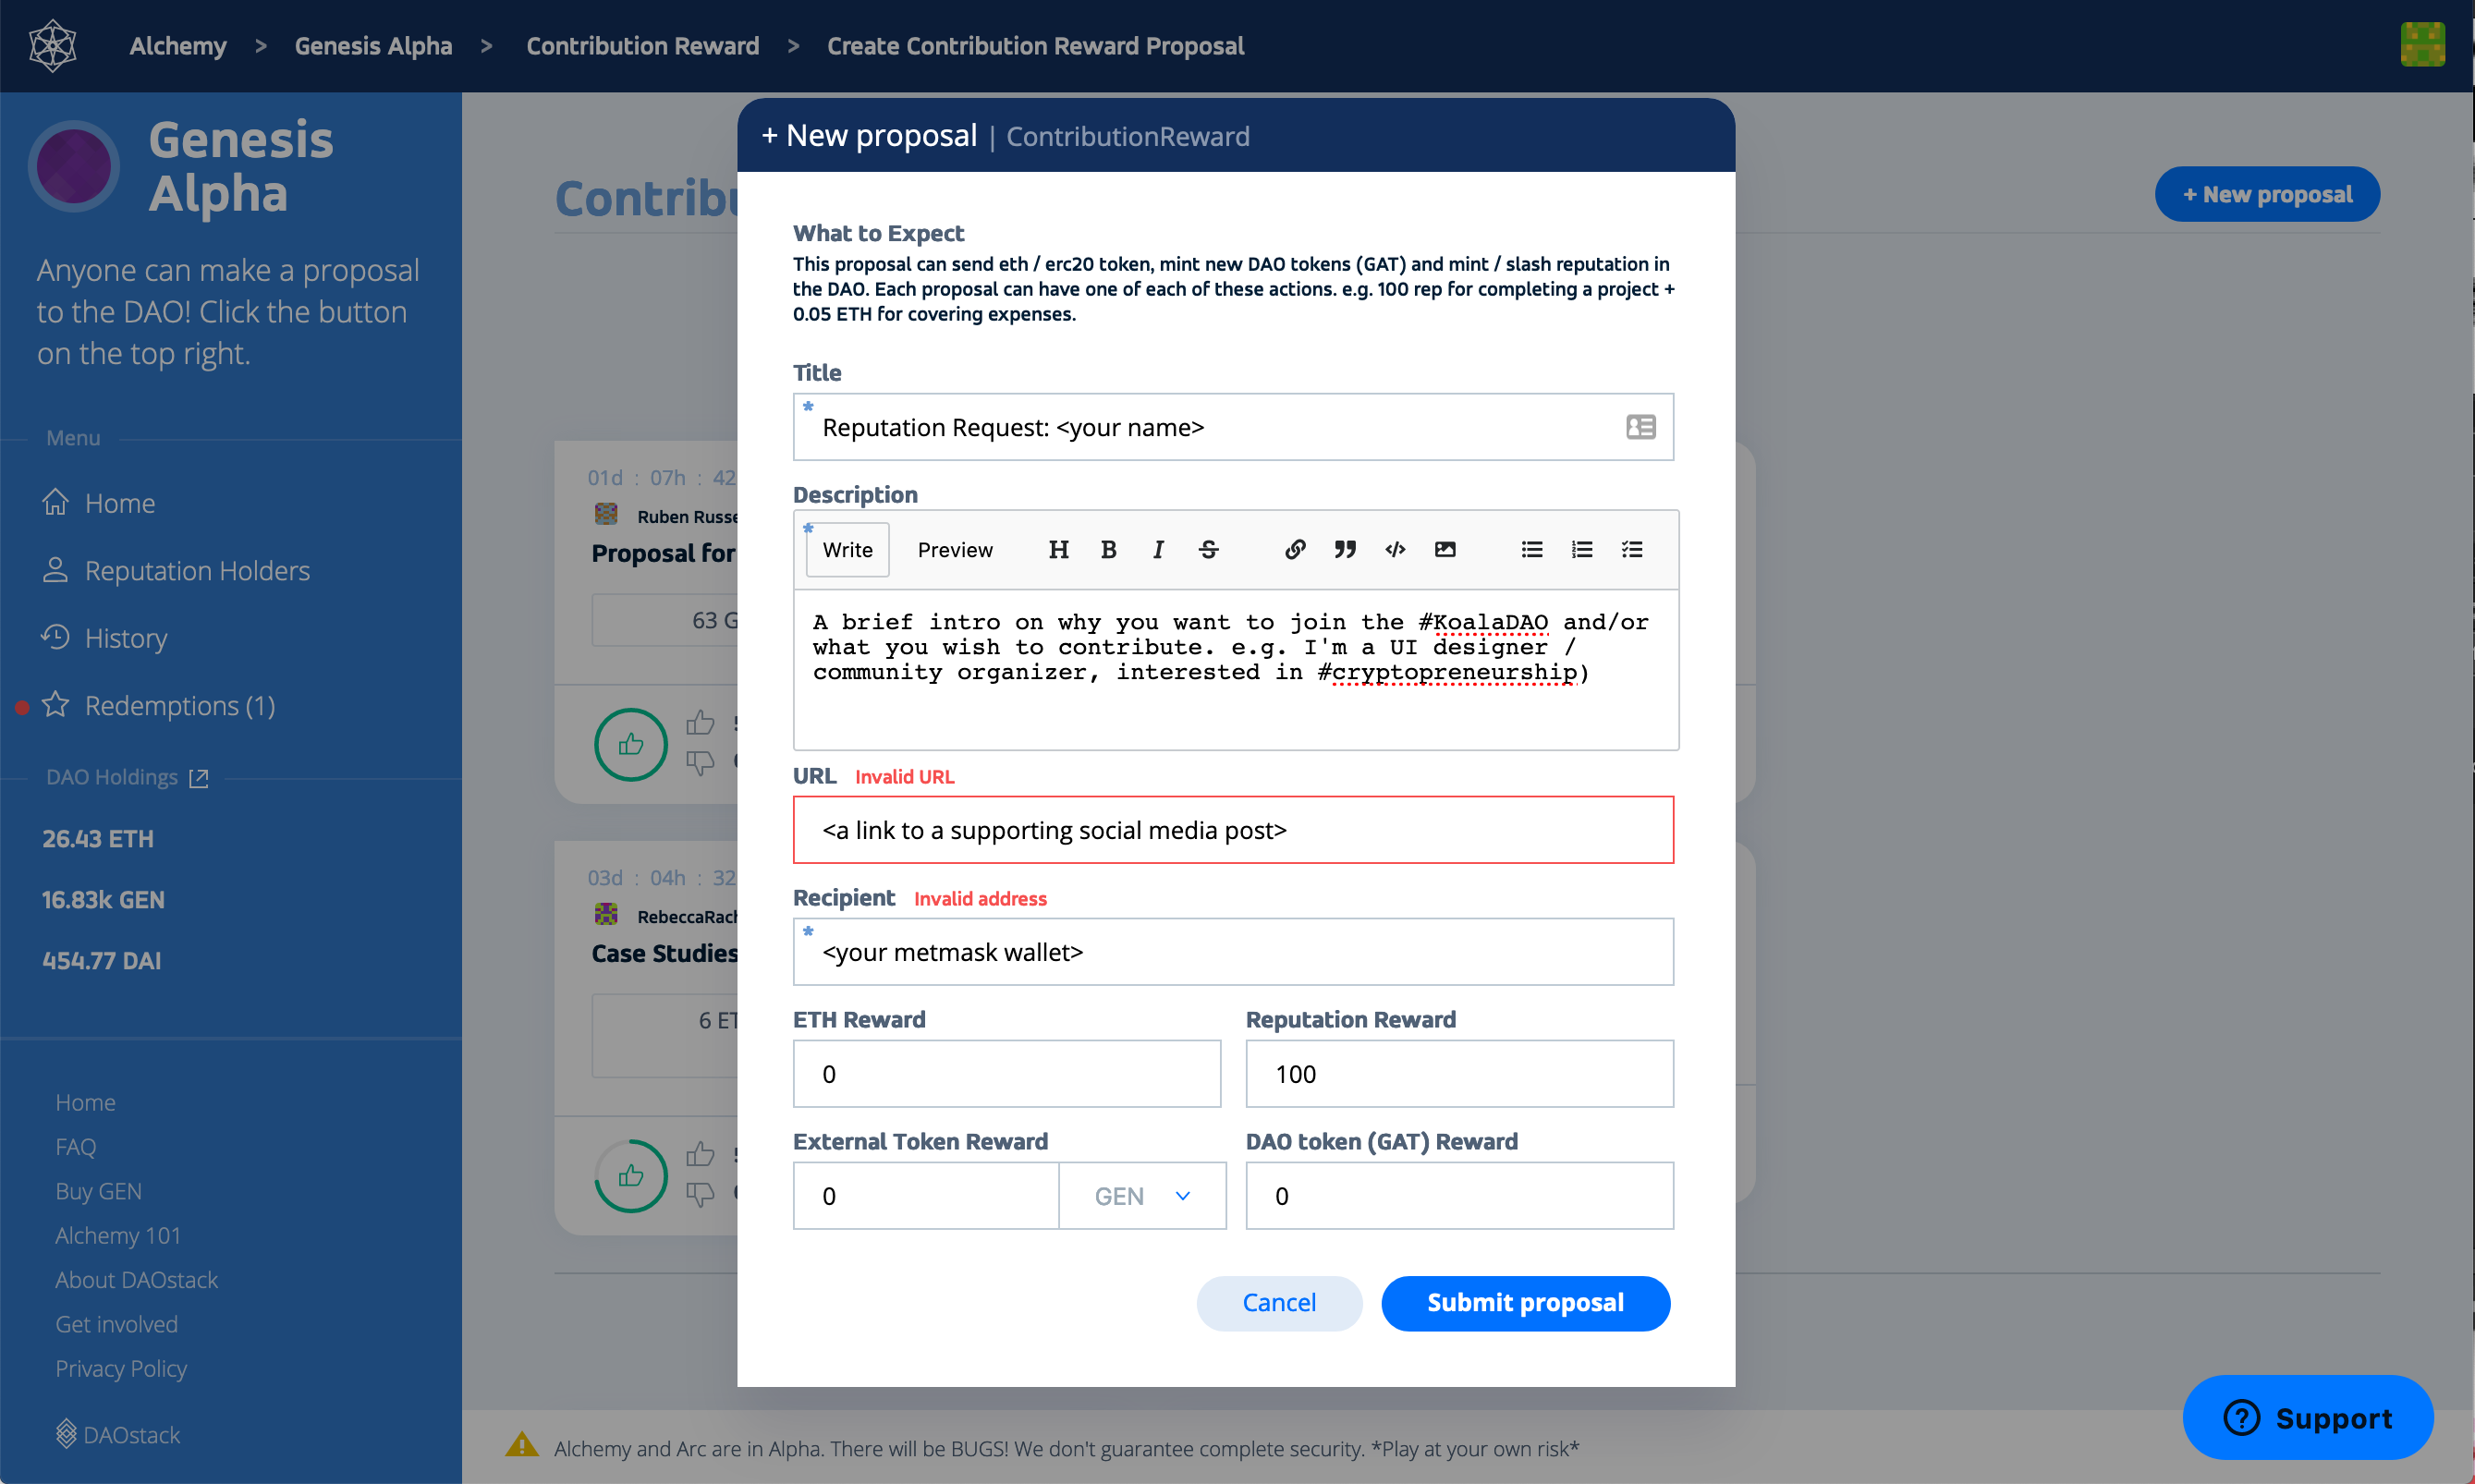 Alchemy > Genesis Alpha > Contribution Reward > Create Contribution Reward Proposal
Genesis
Alpha
Anyone can make a proposal
to the DAO! Click the button
on the top right.
Menu
Home
Reputation Holders
History
Redemptions (1)
DAO Holdings
26.43 ETH
16.83k GEN
454.77 DAI
Home
FAQ
Buy GEN
Alchemy 101
About DAOstack
Get involved
Privacy Policy
DAOstack
+ New proposal
01d : 07h : 42
Proposal for
63
03d : 04h : 32
Case Studies
6
+ New proposal | ContributionReward
What to Expect
This proposal can send eth / erc20 token, mint new DAO tokens (GAT) and mint / slash reputation in
the DAO. Each proposal can have one of each of these actions. e.g. 100 rep for completing a project +
0.05 ETH for covering expenses.
Title
* Reputation Request: <your name>
Description
* Write Preview H B I S
A brief intro on why you want to join the #KoalaDAO and/or
what you wish to contribute. e.g. I'm a UI designer /
community organizer, interested in #cryptopreneurship)
URL Invalid URL
<a link to a supporting social media post>
Recipient Invalid address
* <your metmask wallet>
ETH Reward Reputation Reward
0 100
External Token Reward DAO token (GAT) Reward
0 GEN 0
Cancel Submit proposal
Alchemy and Arc are in Alpha. There will be BUGS! We don't guarantee complete security. *Play at your own risk*
Support